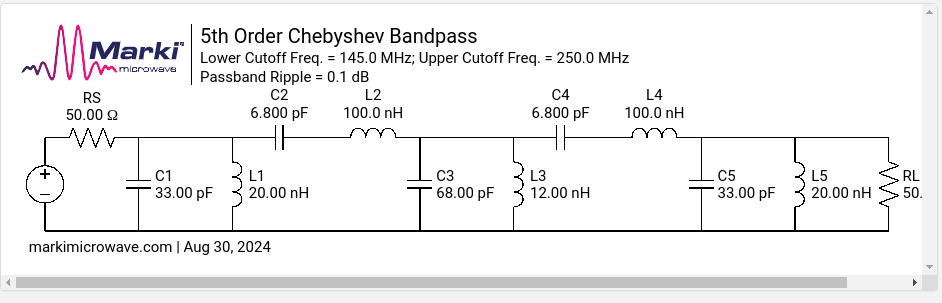 Marki
microwave
5th Order Chebyshev Bandpass
Lower Cutoff Freq. = 145.0 MHz; Upper Cutoff Freq. = 250.0 MHz
Passband Ripple = 0.1 dB
RS
50.00 Ω
C2
6.800 pF
L2
100.0 nH
C4
6.800 pF
L4
100.0 nH
C1
33.00 pF
L1
20.00 nH
C3
68.00 pF
L3
12.00 nH
C5
33.00 pF
L5
20.00 nH
RL
50.
markimicrowave.com | Aug 30, 2024